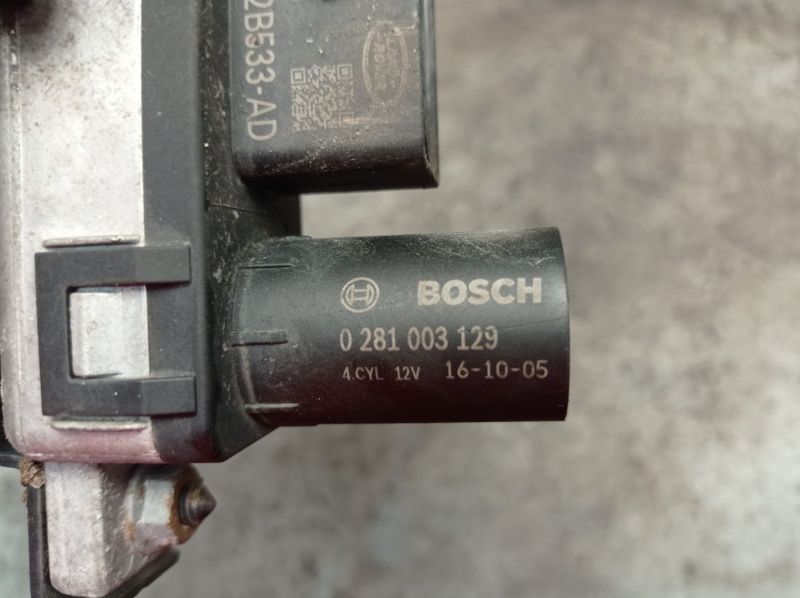 2B533-AD
BOSCH
0 281 003 129
4.CYL 12V 16-10-05